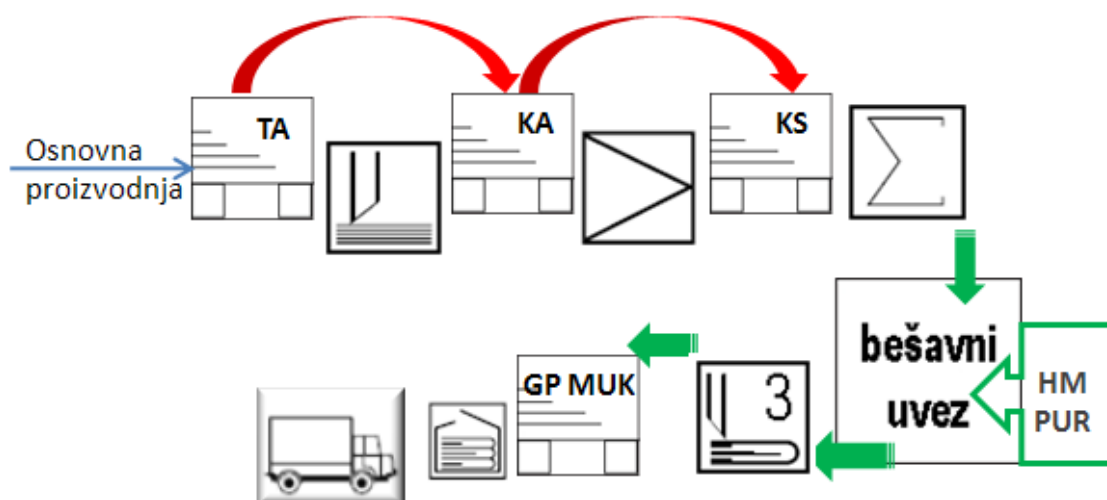 TA
KA
KS
Osnovna
proizvodnja
bešavni
uvez
HM
PUR
GP MUK
3